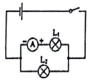 L₁
- A +
L₂